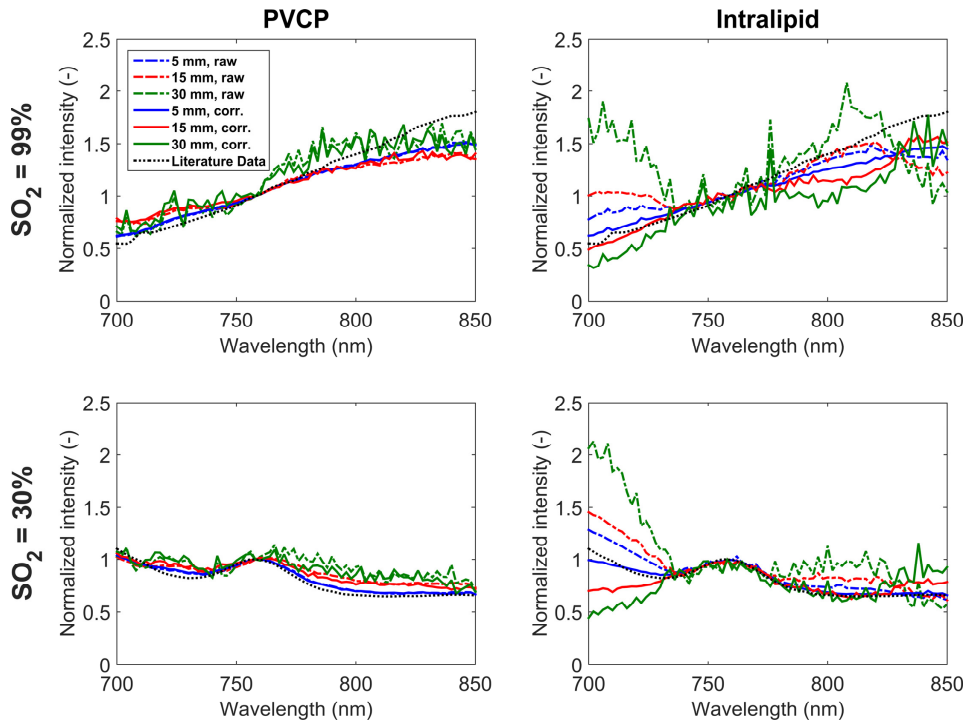 PVCP
Intralipid
SO2 = 99%
Normalized intensity (-)
2.5
2
1.5
1
0.5
0
5 mm, raw
15 mm, raw
30 mm, raw
5 mm, corr.
15 mm, corr.
30 mm, corr.
Literature Data
700 750 800 850
Wavelength (nm)
Normalized intensity (-)
2.5
2
1.5
1
0.5
0
700 750 800 850
Wavelength (nm)
SO2 = 30%
Normalized intensity (-)
2.5
2
1.5
1
0.5
0
700 750 800 850
Wavelength (nm)
Normalized intensity (-)
2.5
2
1.5
1
0.5
0
700 750 800 850
Wavelength (nm)